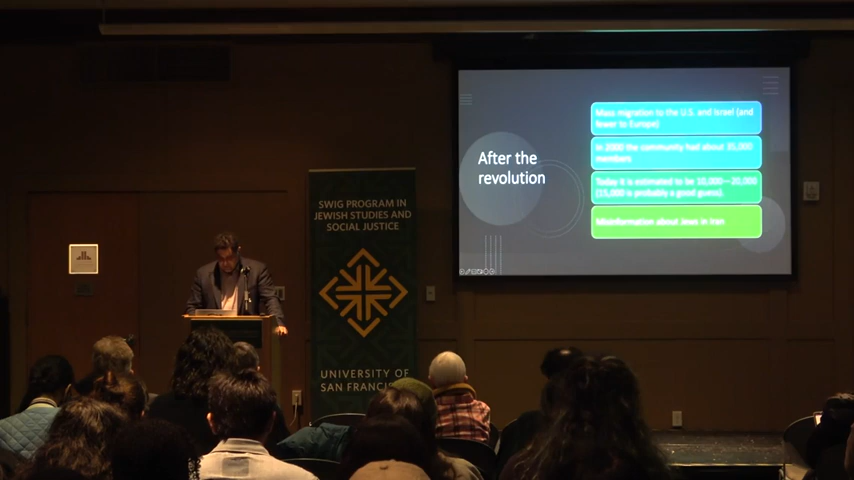 After the
revolution
Mass migration to the U.S. and Israel (and
fewer to Europe)
In 2000 the community had about 35,000
members
Today it is estimated to be 10,000—20,000
(15,000 is probably a good guess).
Misinformation about Jews in Iran
SWIG PROGRAM IN
JEWISH STUDIES AND
SOCIAL JUSTICE
UNIVERSITY OF
SAN FRANCIS